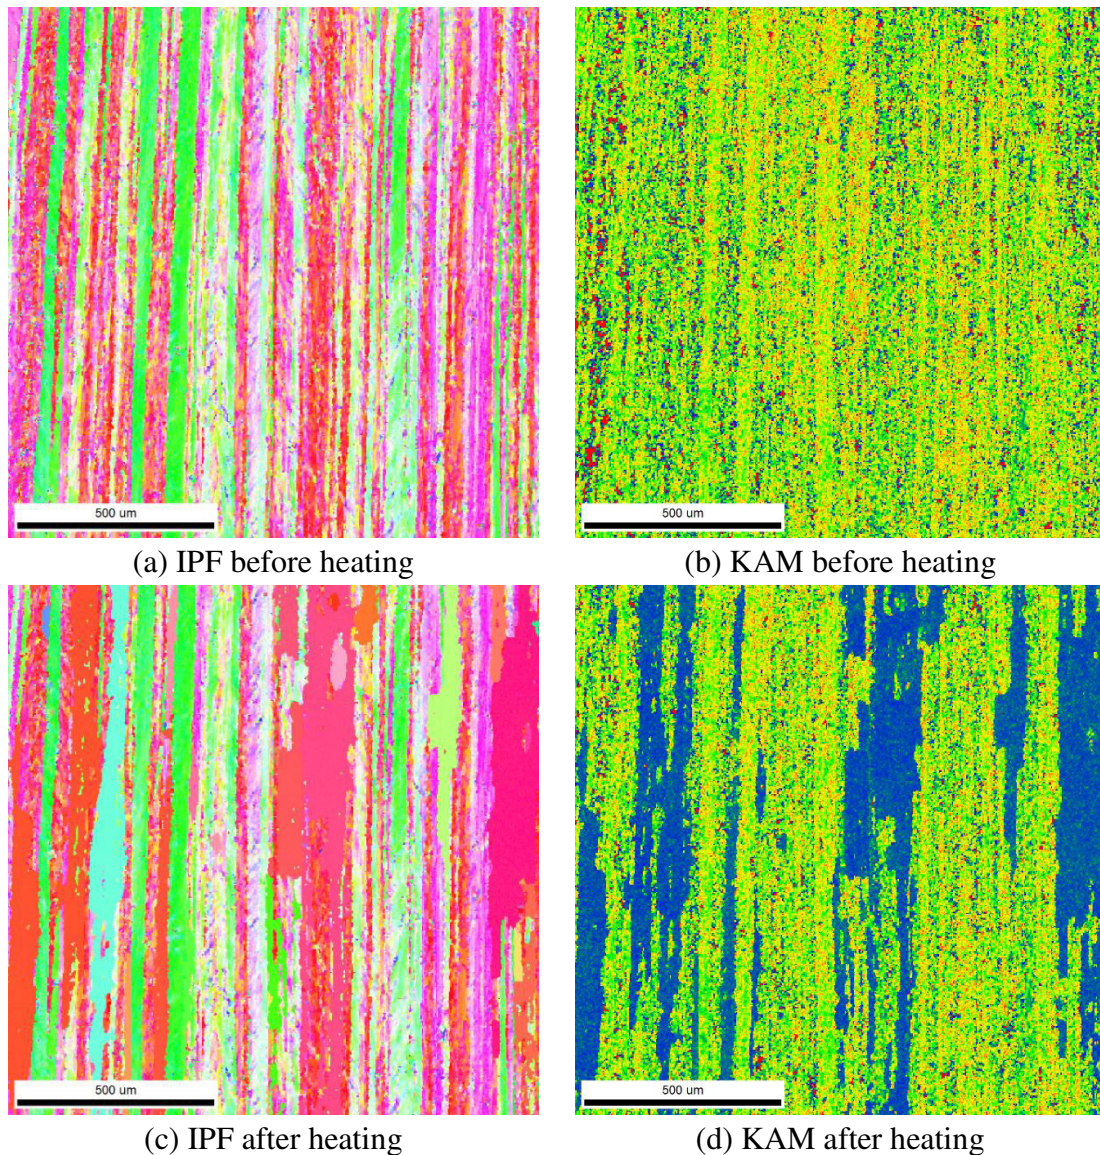 500 um
500 um
(a) IPF before heating
(b) KAM before heating
500 um
500 um
(c) IPF after heating
(d) KAM after heating